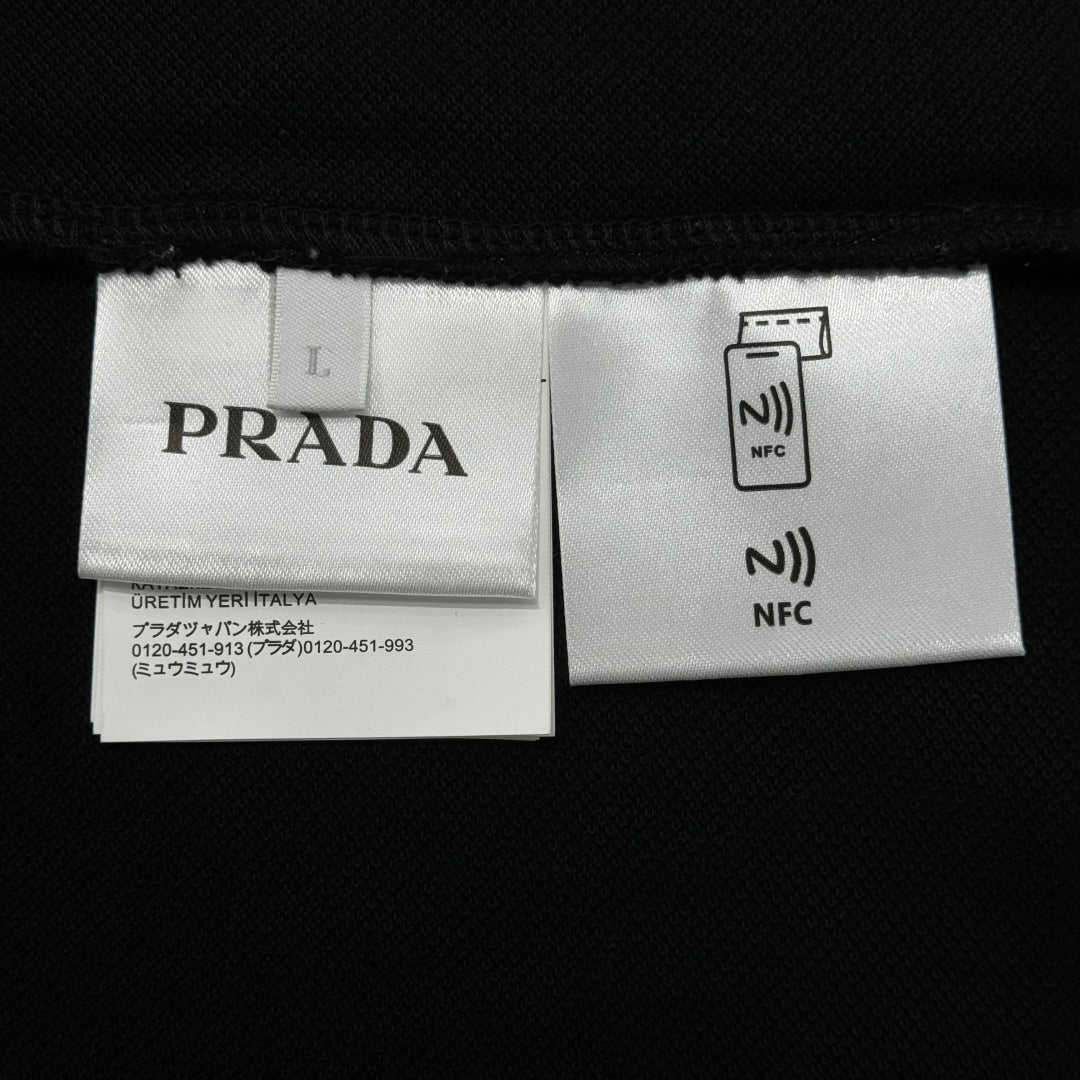 L
PRADA
ÜRETİM YERİ İTALYA
プラダヅャパン株式会社
0120-451-913 (プラダ)0120-451-993
(ミュウミュウ)
N
NFC
N
NFC